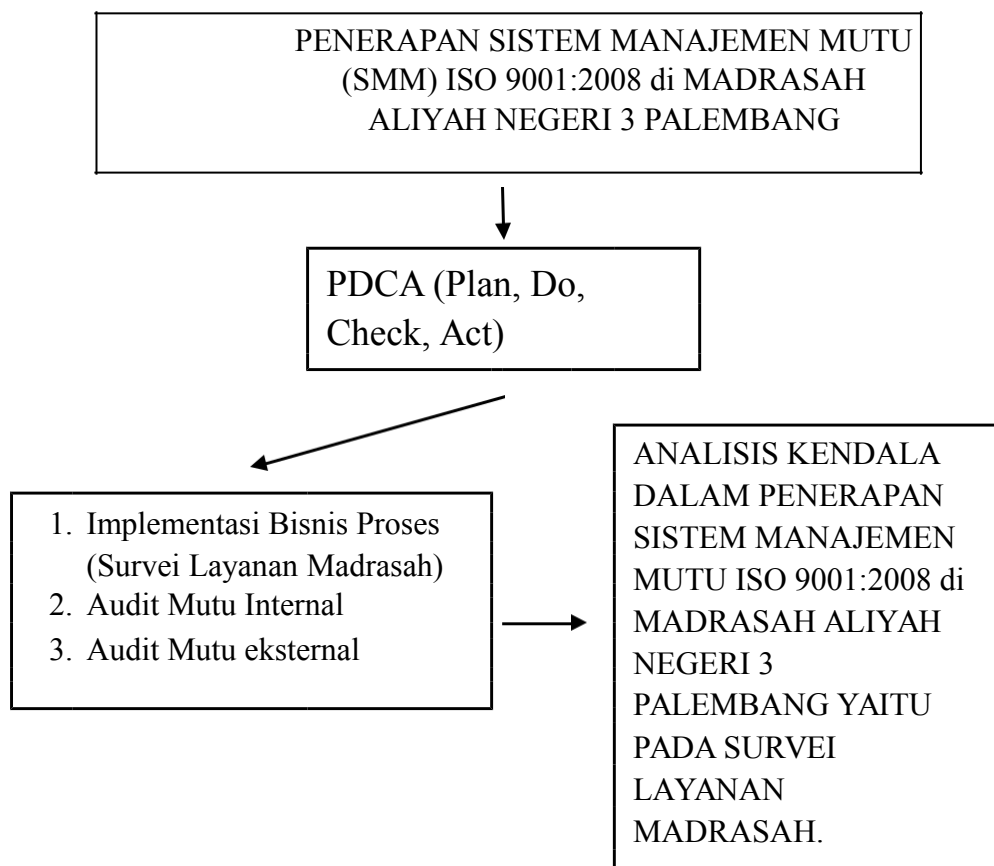 PENERAPAN SISTEM MANAJEMEN MUTU
(SMM) ISO 9001:2008 di MADRASAH
ALIYAH NEGERI 3 PALEMBANG
PDCA (Plan, Do,
Check, Act)
1. Implementasi Bisnis Proses
(Survei Layanan Madrasah)
2. Audit Mutu Internal
3. Audit Mutu eksternal
ANALISIS KENDALA
DALAM PENERAPAN
SISTEM MANAJEMEN
MUTU ISO 9001:2008 di
MADRASAH ALIYAH
NEGERI 3
PALEMBANG YAITU
PADA SURVEI
LAYANAN
MADRASAH.